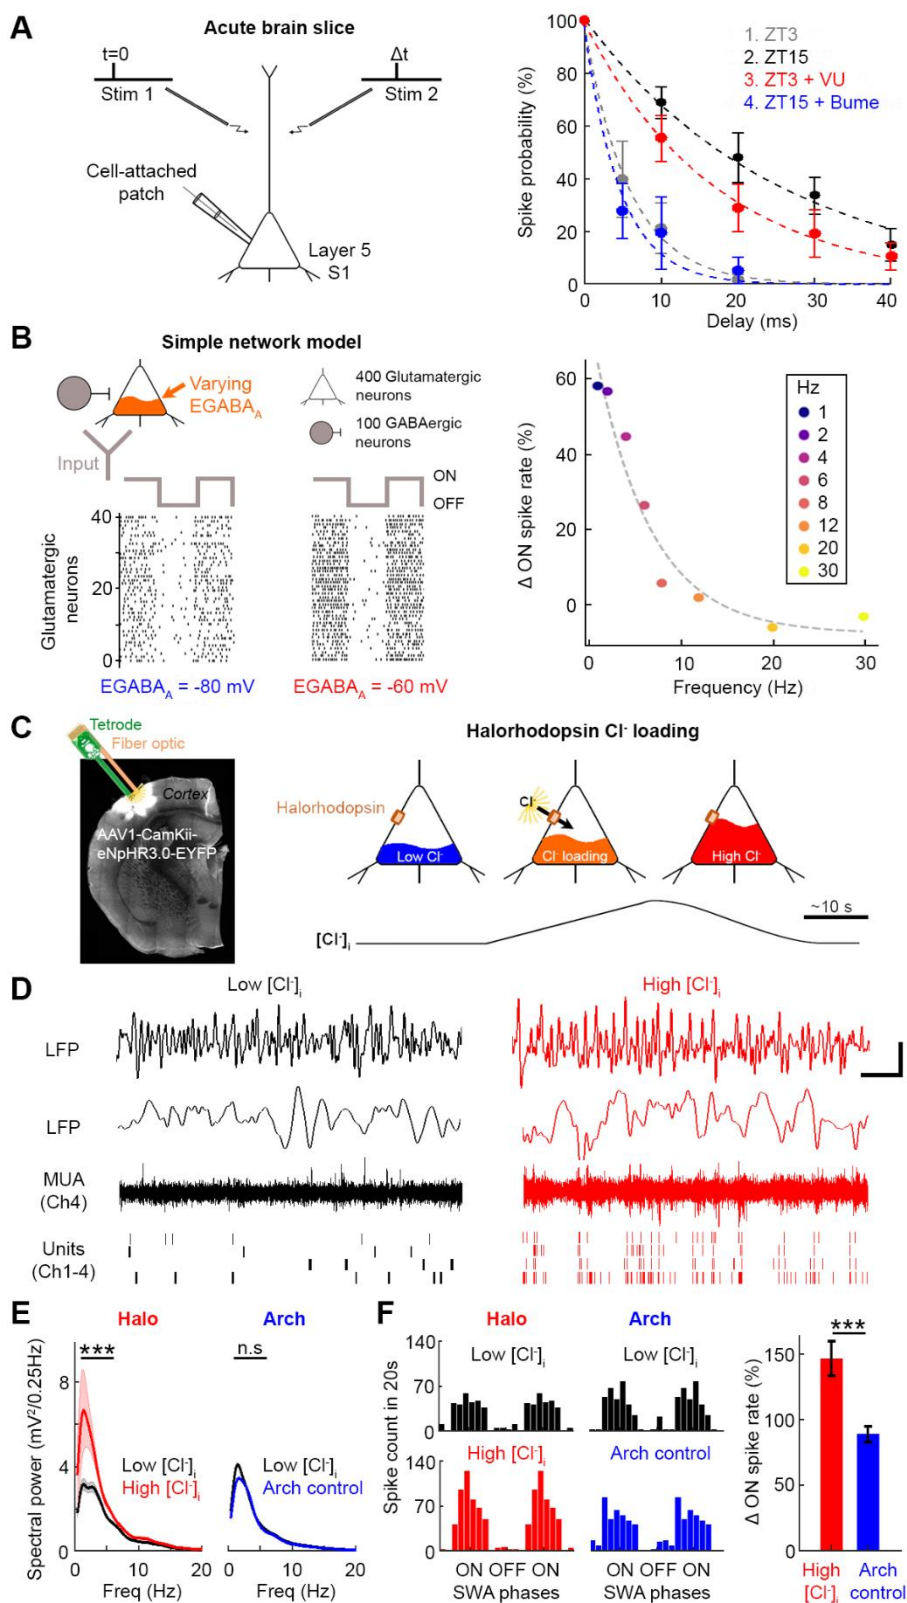 A
Acute brain slice
t=0
Δt
Stim 1
Stim 2
Cell-attached
patch
Layer 5
S1
Spike probability (%)
100
80
60
40
20
0
0
10
20
30
40
Delay (ms)
1. ZT3
2. ZT15
3. ZT3 + VU
4. ZT15 + Bume
B
Simple network model
Varying
EGABA_A
Input
400 Glutamatergic
neurons
100 GABAergic
neurons
ON
OFF
Glutamatergic
neurons
40
20
0
EGABA_A = -80 mV
EGABA_A = -60 mV
Δ ON spike rate (%)
60
40
20
0
0
10
20
30
Frequency (Hz)
Hz
1
2
4
6
8
12
20
30
C
Tetrode
Fiber optic
Cortex
AAV1-CamKii-
eNpHR3.0-EYFP
Halorhodopsin Cl⁻ loading
Halorhodopsin
Cl⁻
Low Cl⁻
Cl⁻ loading
High Cl⁻
~10 s
[Cl⁻]i
D
Low [Cl⁻]i
High [Cl⁻]i
LFP
LFP
MUA
(Ch4)
Units
(Ch1-4)
E
Halo
Arch
***
n.s
Spectral power (mV²/0.25Hz)
8
4
0
Low [Cl⁻]i
High [Cl⁻]i
Low [Cl⁻]i
Arch control
0
10
20
Freq (Hz)
0
10
20
Freq (Hz)
F
Halo
Arch
Spike count in 20s
140
70
0
140
70
0
Low [Cl⁻]i
Low [Cl⁻]i
High [Cl⁻]i
Arch control
ON OFF ON
SWA phases
ON OFF ON
SWA phases
Δ ON spike rate (%)
150
100
50
0
***
High
[Cl⁻]i
Arch
control